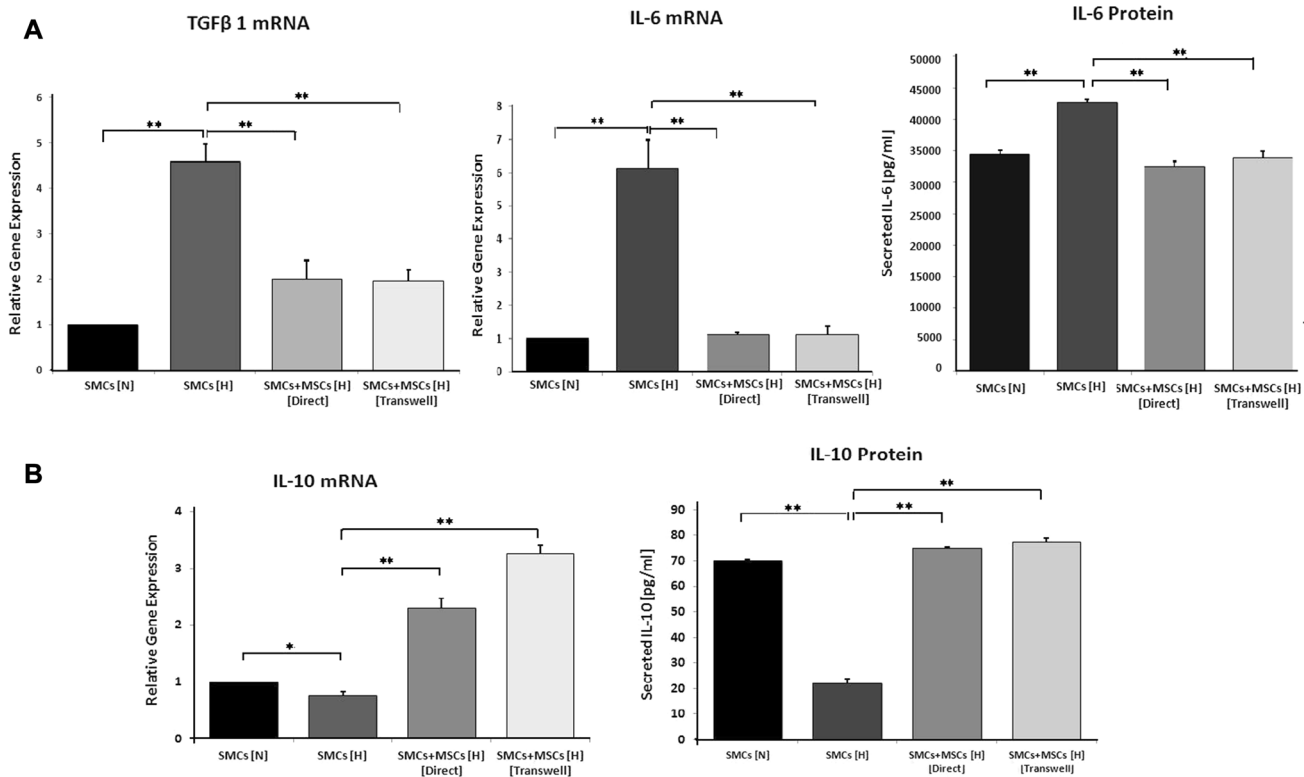 A
TGFβ 1 mRNA
Relative Gene Expression
6
5
4
3
2
1
0
**
**
**
SMCs [N]
SMCs [H]
SMCs+MSCs [H]
[Direct]
SMCs+MSCs [H]
[Transwell]
IL-6 mRNA
Relative Gene Expression
8
7
6
5
4
3
2
1
0
**
**
**
SMCs [N]
SMCs [H]
SMCs+MSCs [H]
[Direct]
SMCs+MSCs [H]
[Transwell]
IL-6 Protein
Secreted IL-6 [pg/ml]
50000
45000
40000
35000
30000
25000
20000
15000
10000
5000
0
**
**
**
SMCs [N]
SMCs [H]
SMCs+MSCs [H]
[Direct]
SMCs+MSCs [H]
[Transwell]
B
IL-10 mRNA
Relative Gene Expression
4
3
2
1
0
*
**
**
SMCs [N]
SMCs [H]
SMCs+MSCs [H]
[Direct]
SMCs+MSCs [H]
[Transwell]
IL-10 Protein
Secreted IL-10 [pg/ml]
90
80
70
60
50
40
30
20
10
0
**
**
**
SMCs [N]
SMCs [H]
SMCs+MSCs [H]
[Direct]
SMCs+MSCs [H]
[Transwell]